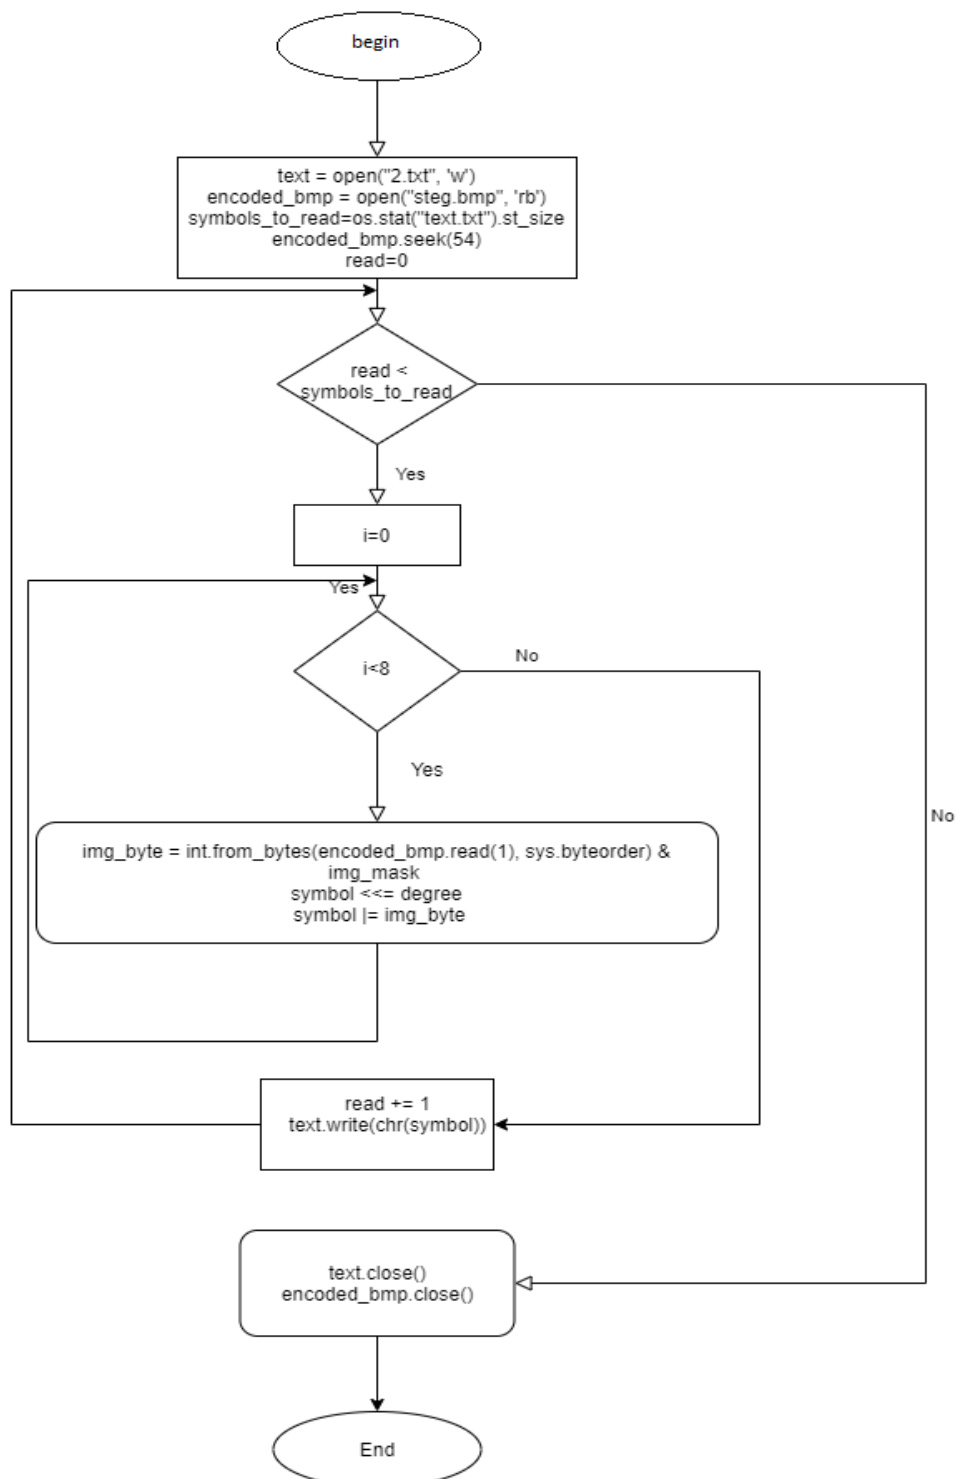 begin
text = open("2.txt", 'w')
encoded_bmp = open("steg.bmp", 'rb')
symbols_to_read=os.stat("text.txt").st_size
encoded_bmp.seek(54)
read=0
read <
symbols_to_read
Yes
i=0
Yes
i<8
No
Yes
img_byte = int.from_bytes(encoded_bmp.read(1), sys.byteorder) &
img_mask
symbol <<= degree
symbol |= img_byte
No
read += 1
text.write(chr(symbol))
text.close()
encoded_bmp.close()
End